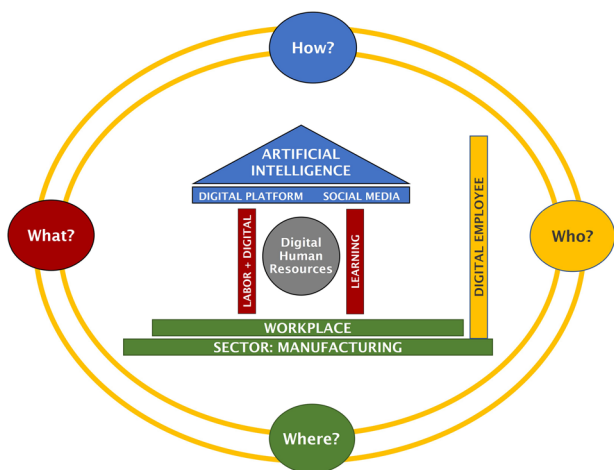 How?
ARTIFICIAL
INTELLIGENCE
DIGITAL PLATFORM SOCIAL MEDIA
LABOR + DIGITAL
Digital
Human
Resources
LEARNING
DIGITAL EMPLOYEE
What?
Who?
WORKPLACE
SECTOR: MANUFACTURING
Where?